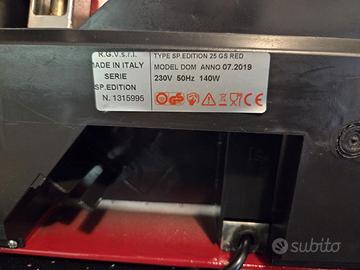 R.G.V.s.r.l.
MADE IN ITALY
SERIE
SP.EDITION
N. 1315995
TYPE SP.EDITION 25 GS RED
MODEL DOM ANNO 07.2019
230V 50Hz 140W
subito